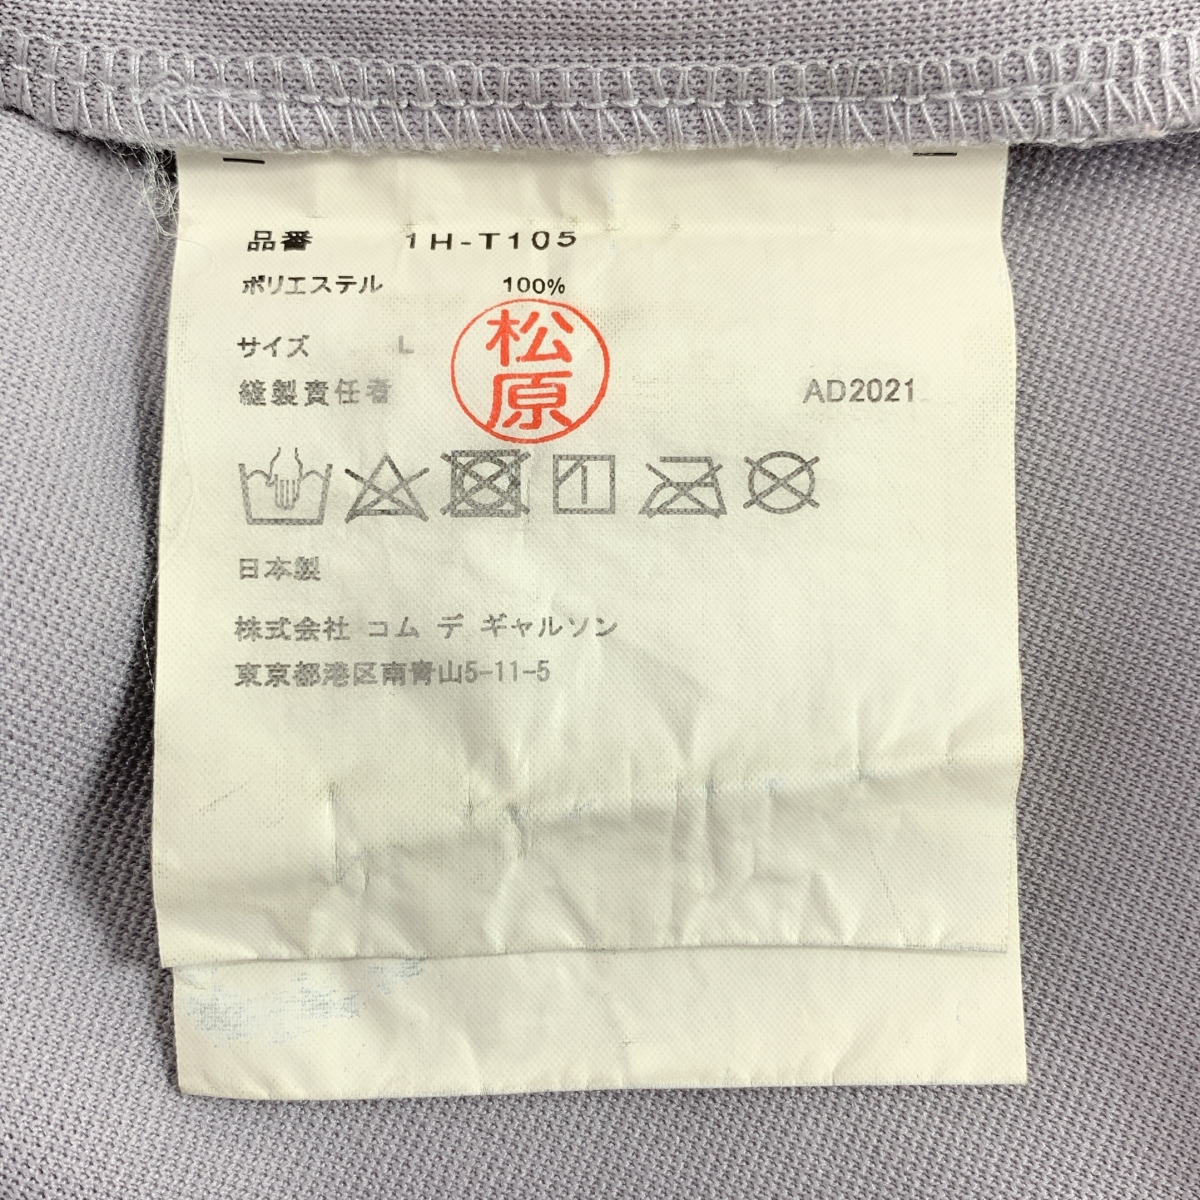 品番 1H-T105
ポリエステル 100%
サイズ L
縫製責任者 松原 AD2021
日本製
株式会社 コム デ ギャルソン
東京都港区南青山5-11-5